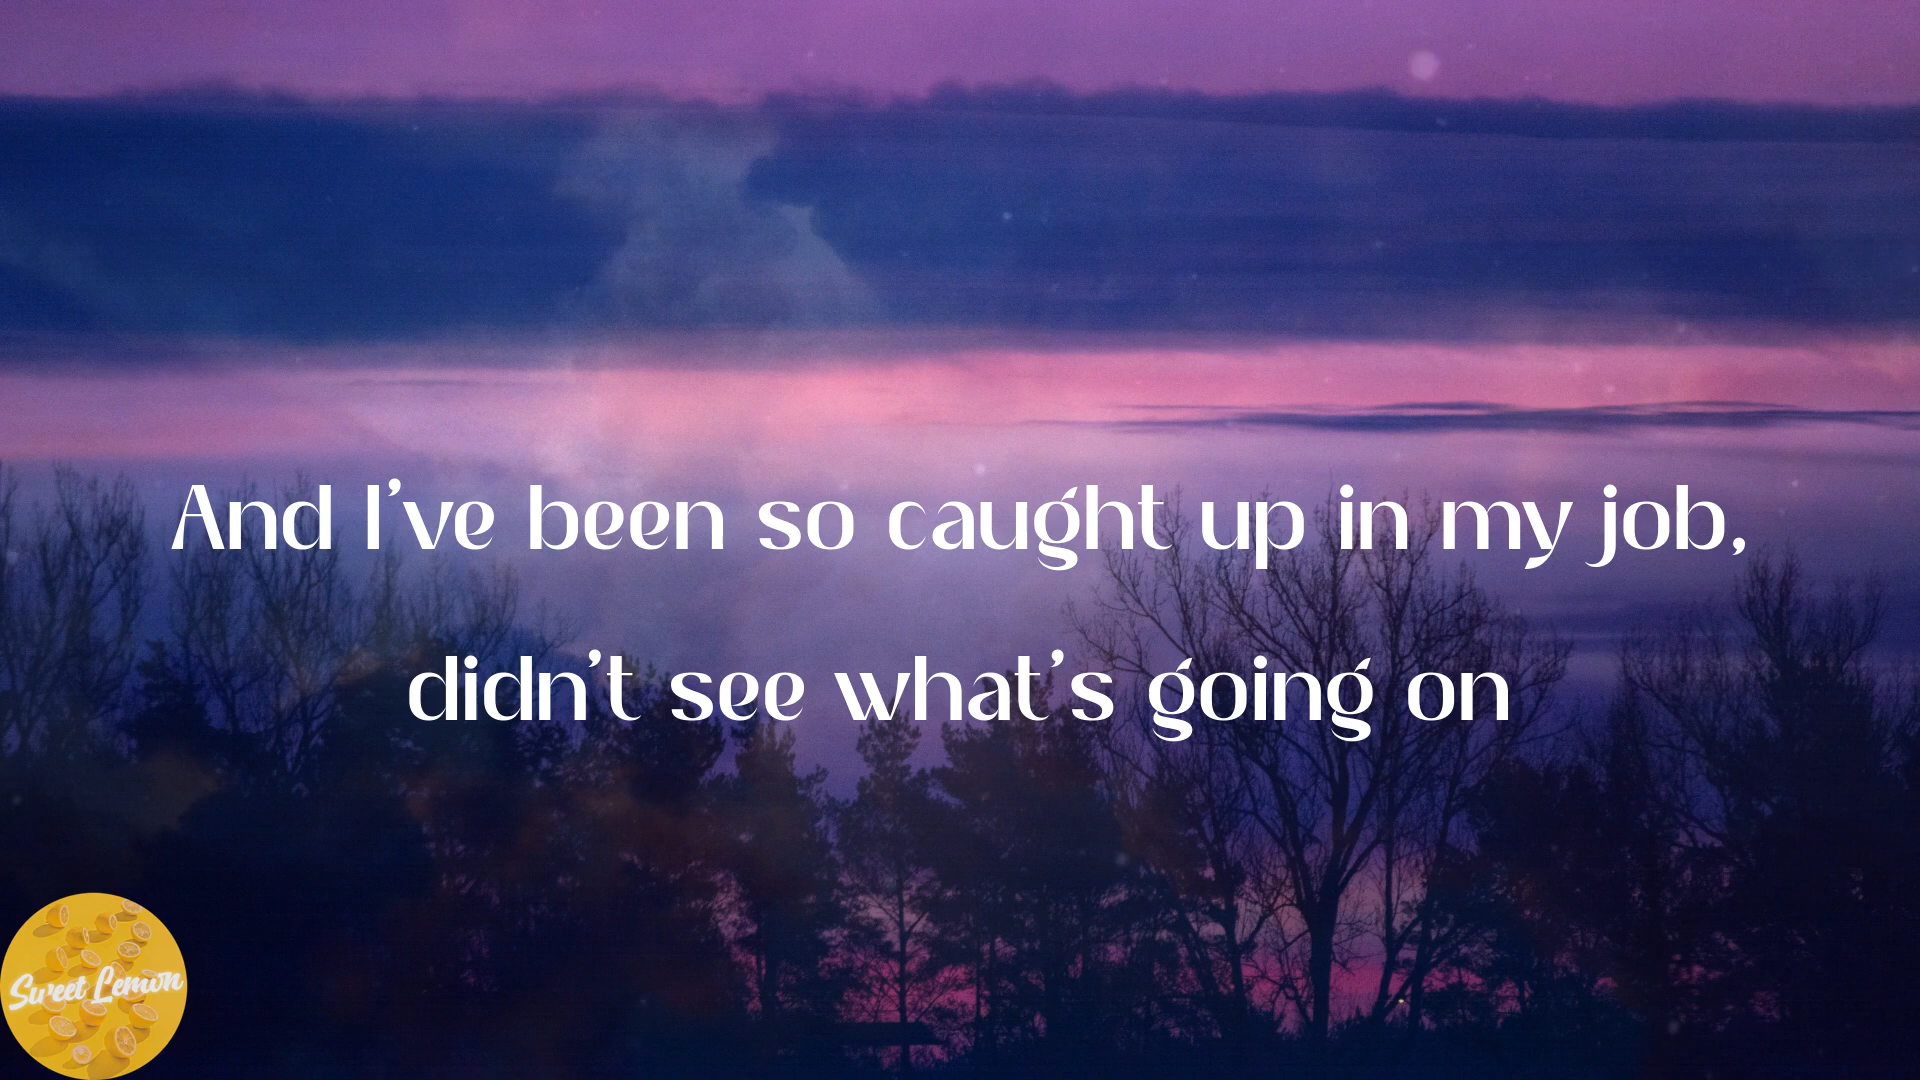 And I've been so caught up in my job,
didn't see what's going on
Sweet Lemon